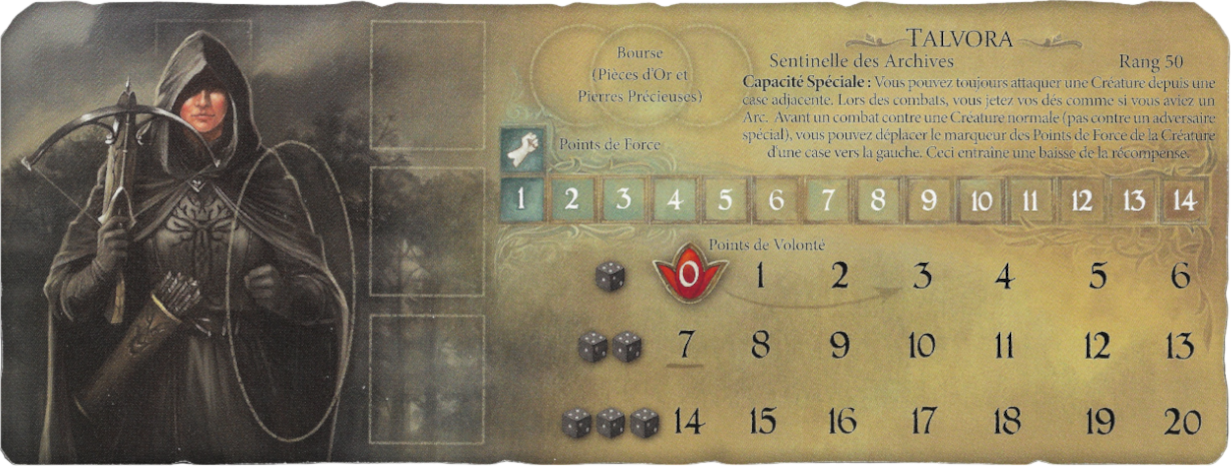 Bourse
(Pièces d'Or et
Pierres Précieuses)
TALVORA
Sentinelle des Archives
Rang 50
Capacité Spéciale : Vous pouvez toujours attaquer une Créature depuis une
case adjacente. Lors des combats, vous jetez vos dés comme si vous aviez un
Arc. Avant un combat contre une Créature normale (pas contre un adversaire
spécial), vous pouvez déplacer le marqueur des Points de Force de la Créature
d'une case vers la gauche. Ceci entraine une baisse de la récompense.
Points de Force
1 2 3 4 5 6 7 8 9 10 11 12 13 14
Points de Volonté
0 1 2 3 4 5 6
7 8 9 10 11 12 13
14 15 16 17 18 19 20